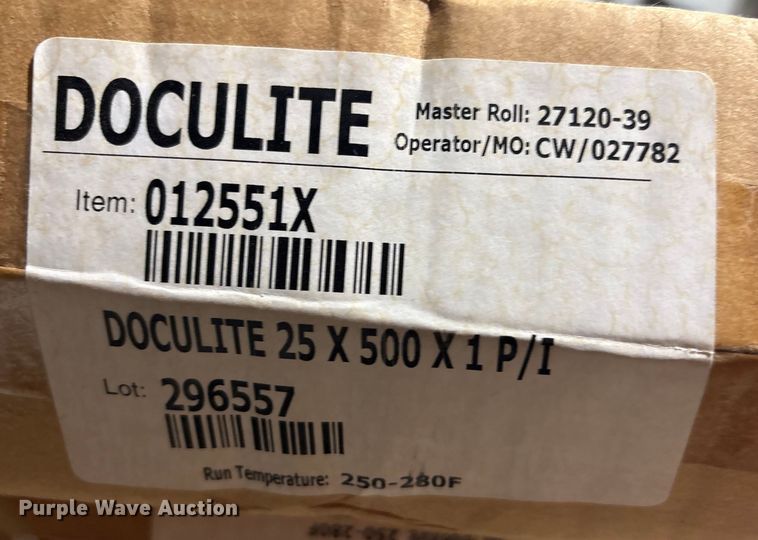 DOCULITE
Master Roll: 27120-39
Operator/MO: CW/027782
Item: 012551X
DOCULITE 25 X 500 X 1 P/I
Lot: 296557
Run Temperature: 250-280F
Purple Wave Auction